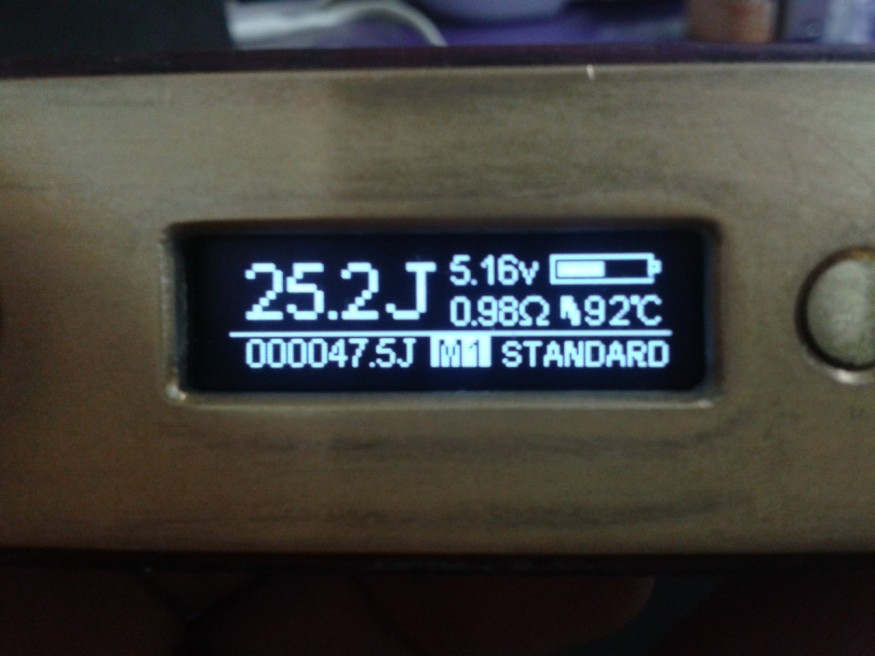 25.2J 5.16v
0.98Ω 92℃
000047.5J M1 STANDARD